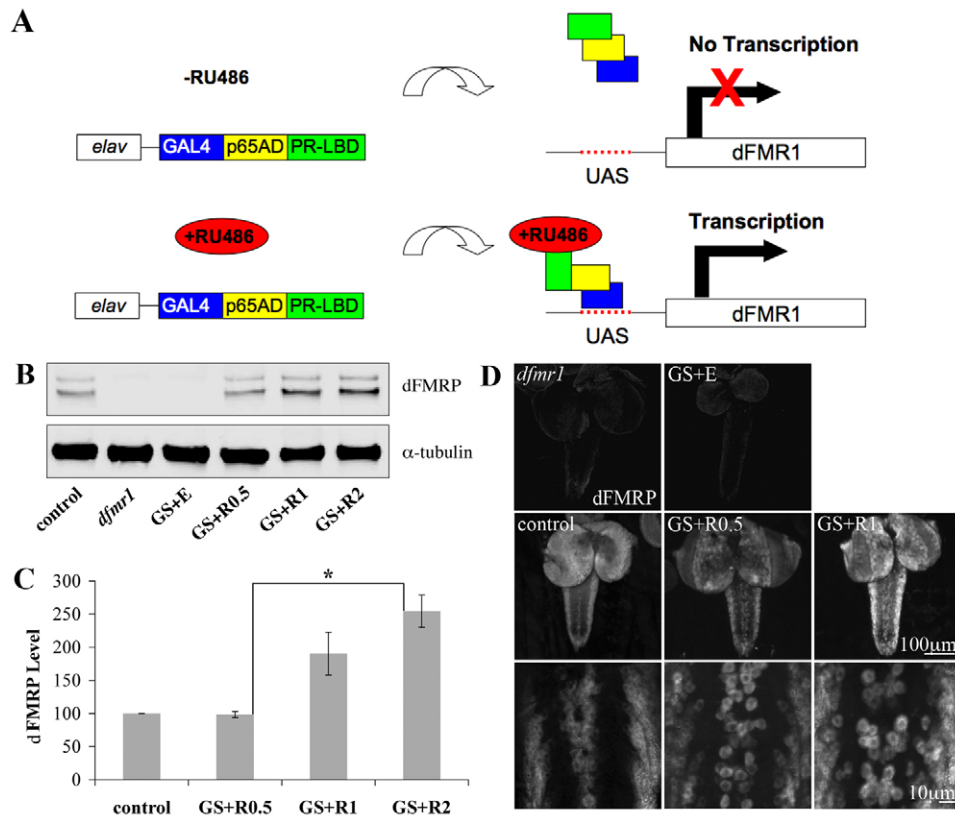 A
-RU486
No Transcription
X
elav GAL4 p65AD PR-LBD
dFMR1
UAS
+RU486
+RU486
Transcription
elav GAL4 p65AD PR-LBD
dFMR1
UAS
B
dFMRP
α-tubulin
control dfmr1 GS+E GS+R0.5 GS+R1 GS+R2
C
*
dFMRP Level
300
250
200
150
100
50
0
control GS+R0.5 GS+R1 GS+R2
D
dfmr1 GS+E
dFMRP
control GS+R0.5 GS+R1
100µm
10µm